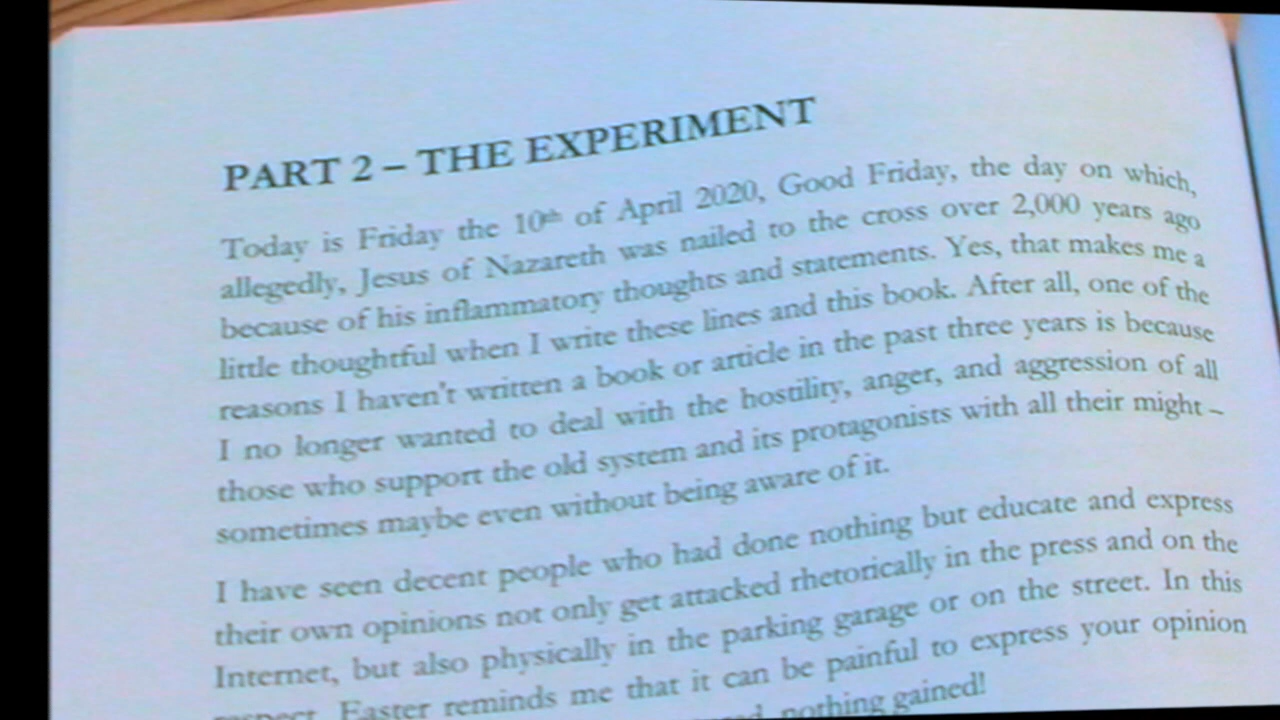 PART 2 – THE EXPERIMENT
Today is Friday the 10th of April 2020, Good Friday, the day on which,
allegedly, Jesus of Nazareth was nailed to the cross over 2,000 years ago
because of his inflammatory thoughts and statements. Yes, that makes me a
little thoughtful when I write these lines and this book. After all, one of the
reasons I haven't written a book or article in the past three years is because
I no longer wanted to deal with the hostility, anger, and aggression of all
those who support the old system and its protagonists with all their might –
sometimes maybe even without being aware of it.
I have seen decent people who had done nothing but educate and express
their own opinions not only get attacked rhetorically in the press and on the
Internet, but also physically in the parking garage or on the street. In this
respect, Easter reminds me that it can be painful to express your opinion
nothing gained!